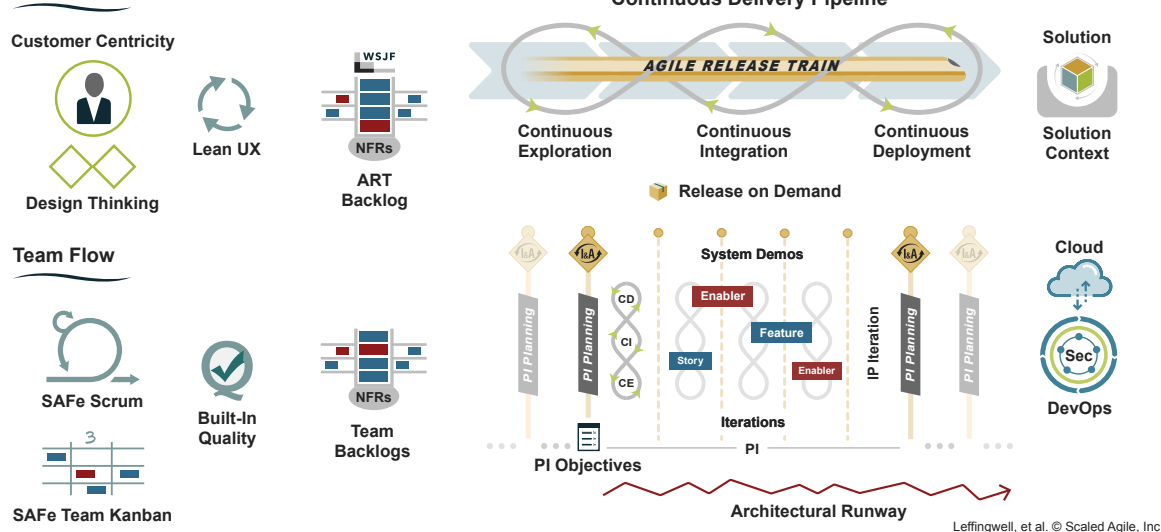 Continuous Delivery Pipeline
Customer Centricity
Design Thinking
Lean UX
WSJF
NFRs
ART
Backlog
AGILE RELEASE TRAIN
Continuous
Exploration
Continuous
Integration
Continuous
Deployment
Release on Demand
Solution
Solution
Context
Team Flow
SAFe Scrum
3
SAFe Team Kanban
Built-In
Quality
NFRs
Team
Backlogs
I&A
PI Planning
I&A
PI Planning
CD
CI
CE
System Demos
Enabler
Feature
Story
Enabler
Iterations
IP Iteration
I&A
PI Planning
I&A
PI Planning
PI
PI Objectives
Architectural Runway
Cloud
Sec
DevOps
Leffingwell, et al. © Scaled Agile, Inc